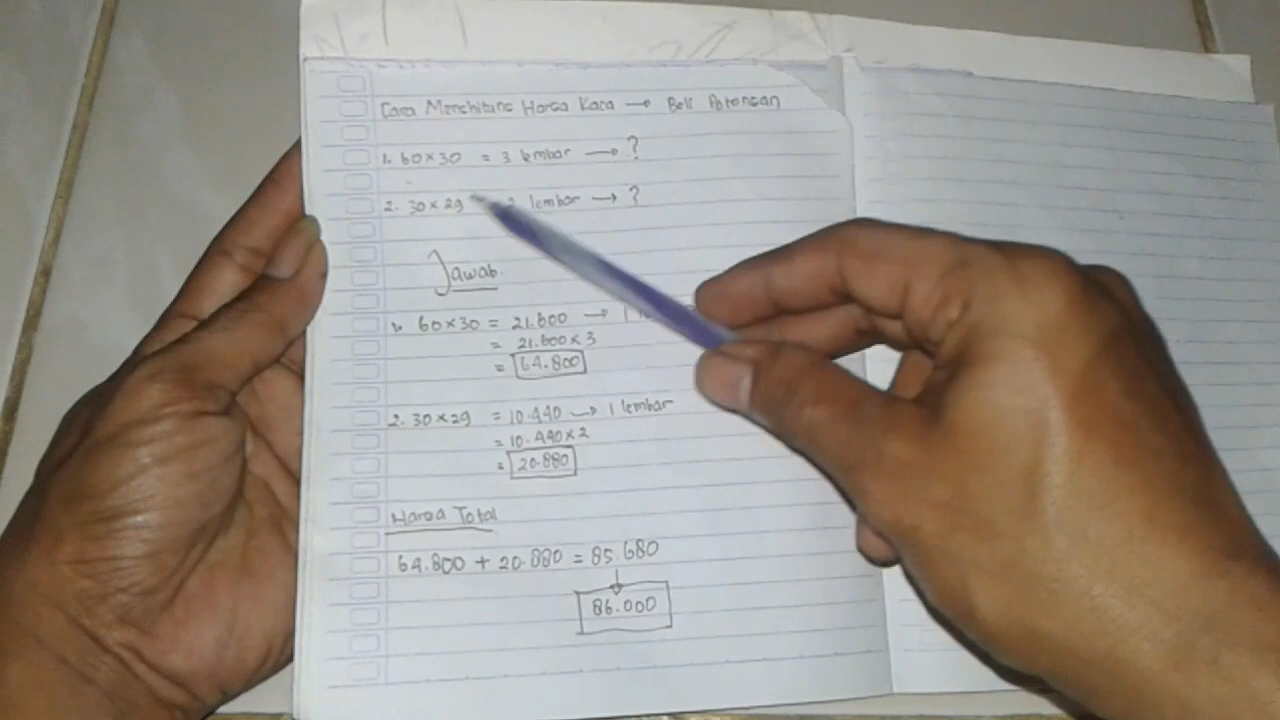 Cara Menghitung Harga Kaca → Beli Potongan
1. 60 x 30 = 3 lembar → ?
2. 30 x 29 lembar → ?
Jawab.
1. 60 x 30 = 21.600 → 1
= 21.600 x 3
= 64.800
2. 30 x 29 = 10.440 → 1 lembar
= 10.440 x 2
= 20.880
Harga Total
64.800 + 20.880 = 85.680
86.000